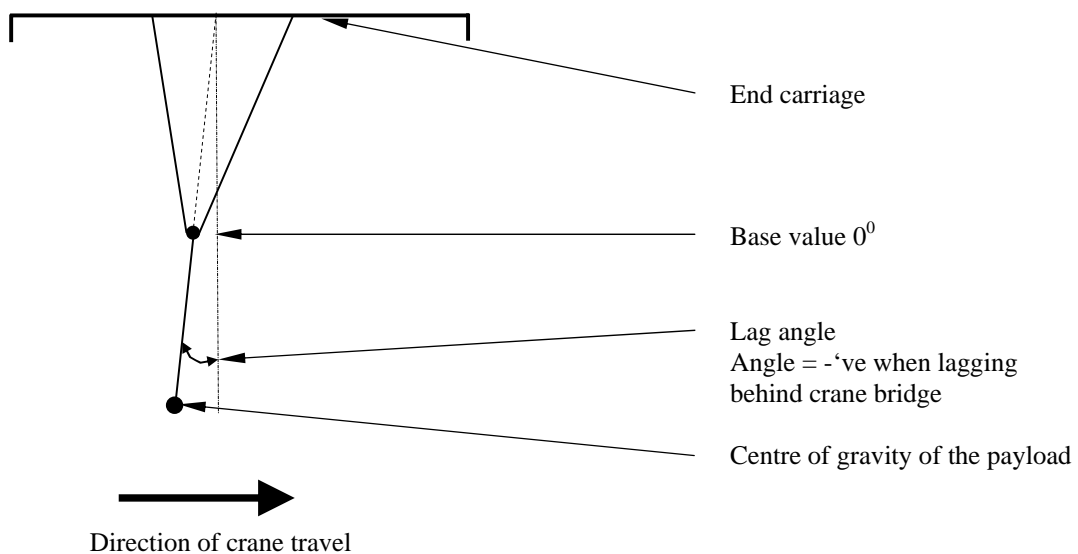 End carriage
Base value 0⁰
Lag angle
Angle = -‘ve when lagging
behind crane bridge
Centre of gravity of the payload
Direction of crane travel